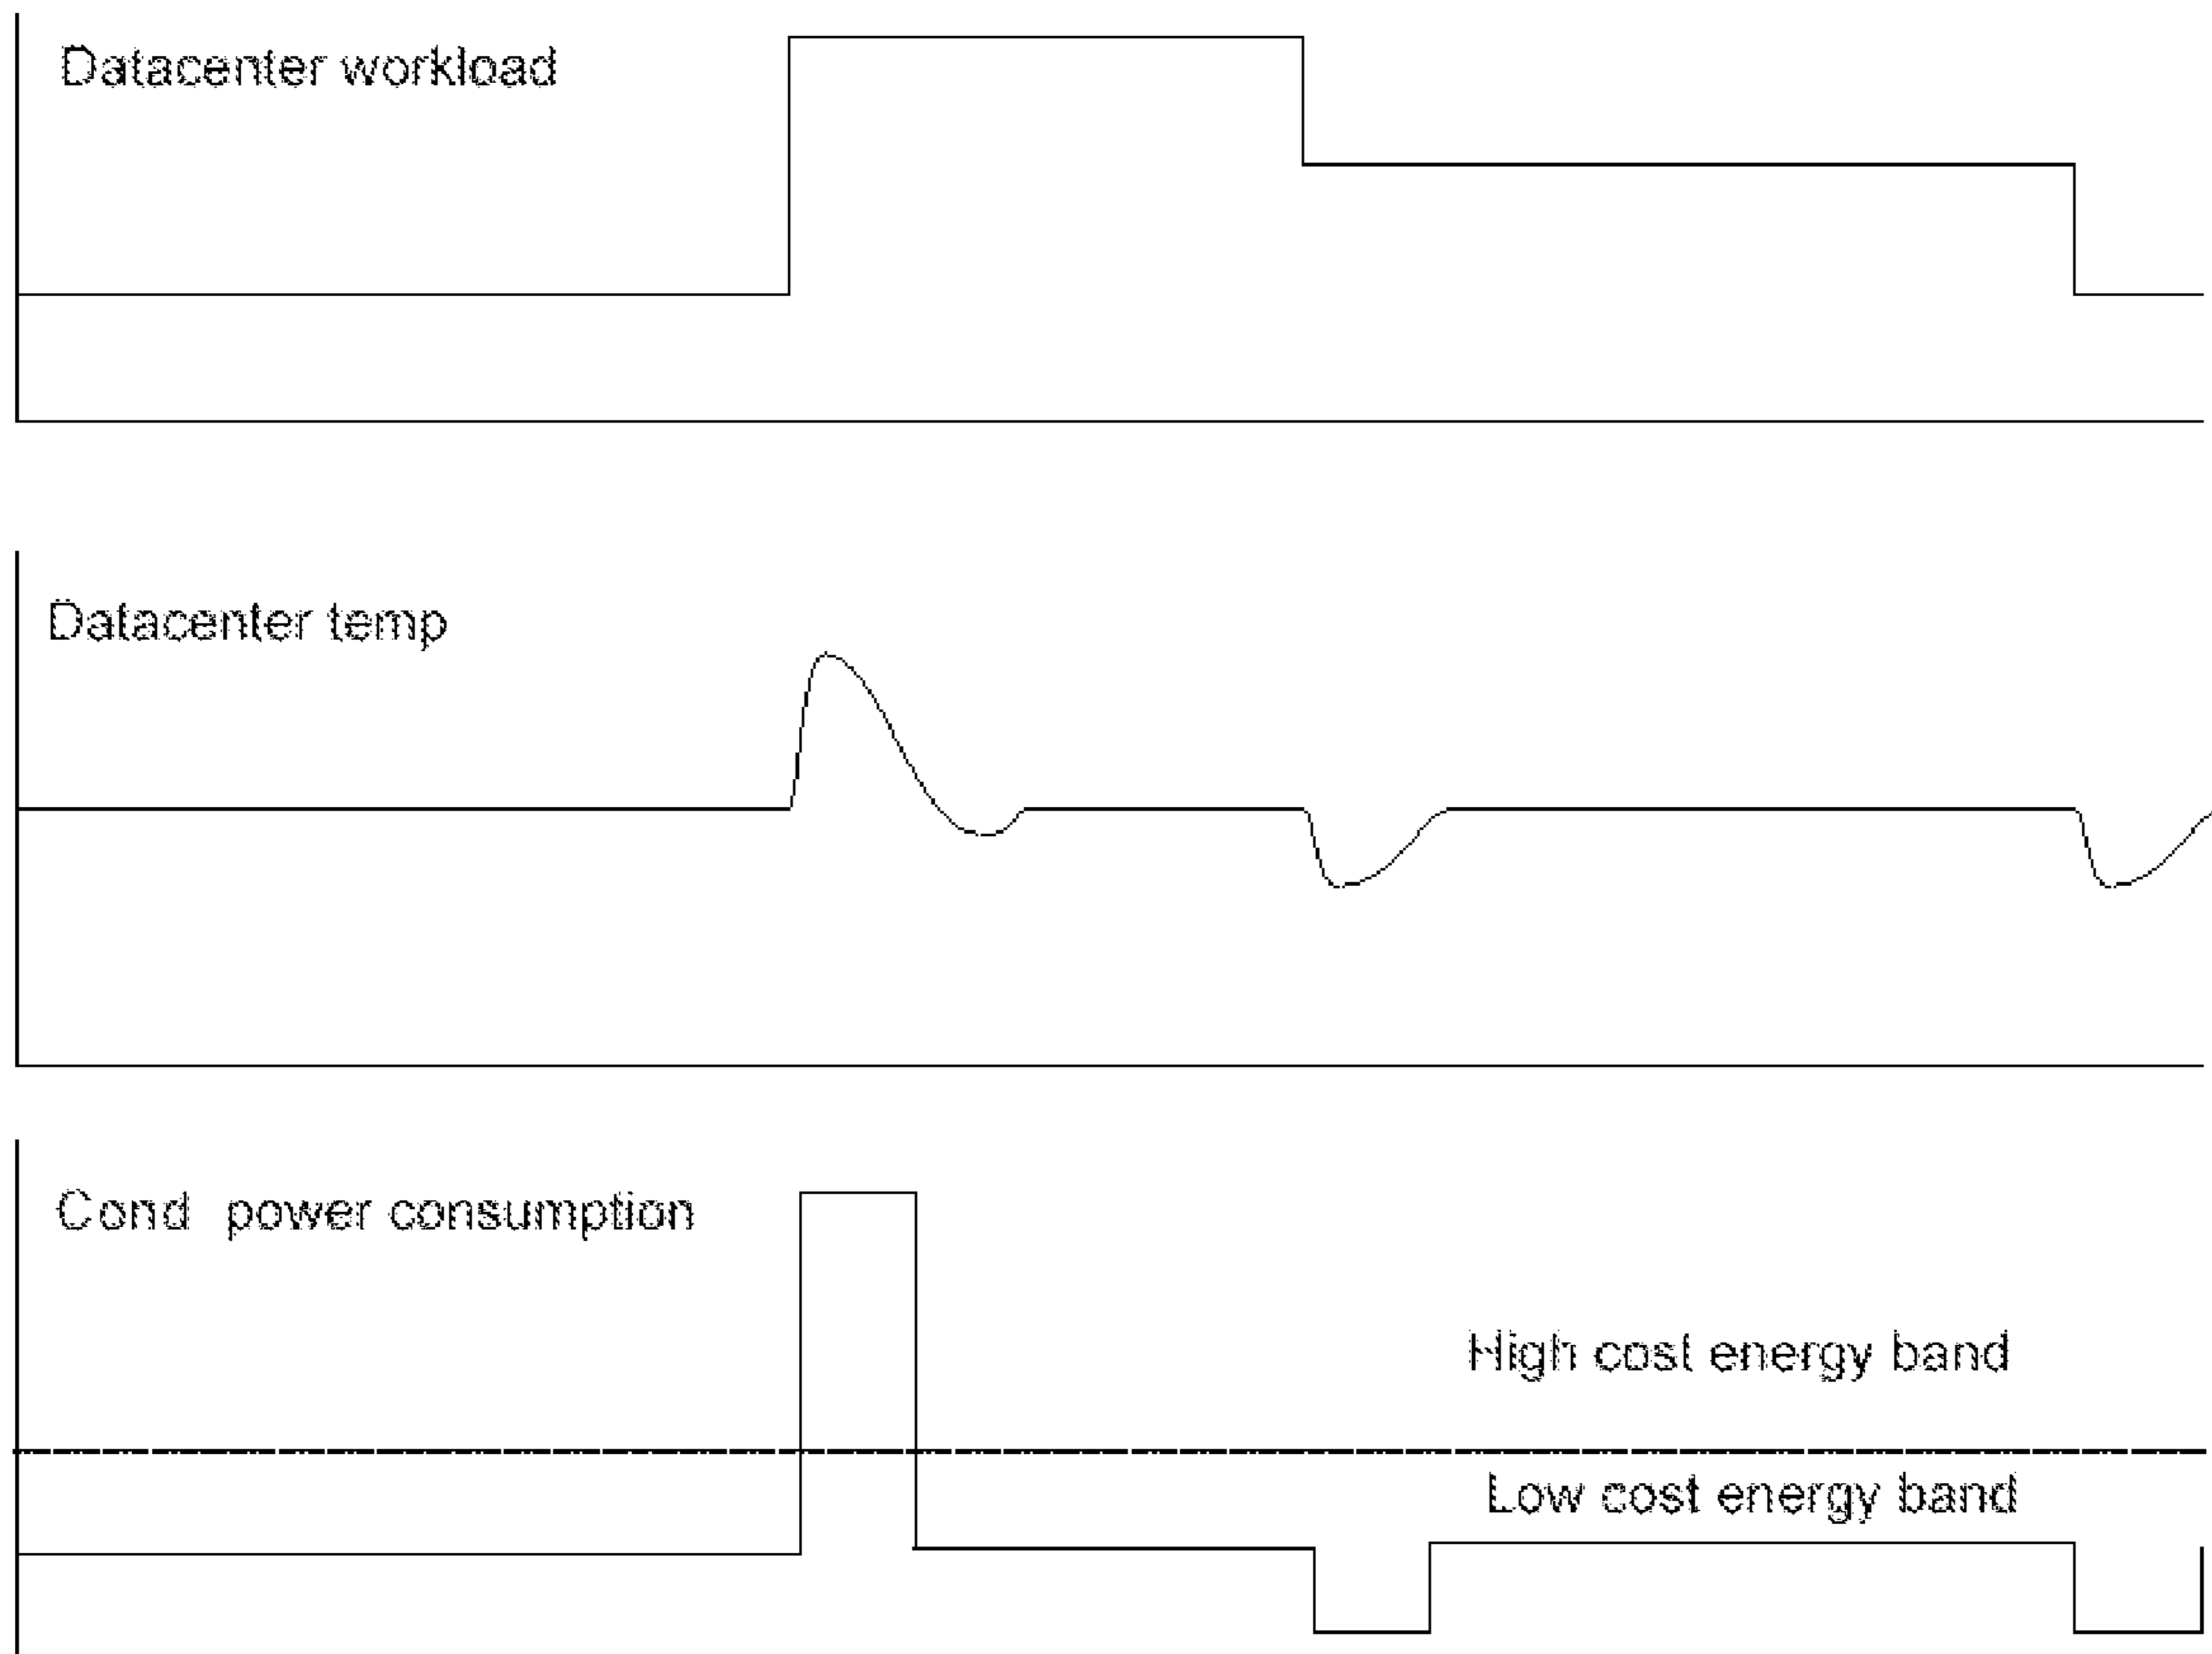 Datacenter workload
Datacenter temp
Cond power consumption
High cost energy band
Low cost energy band